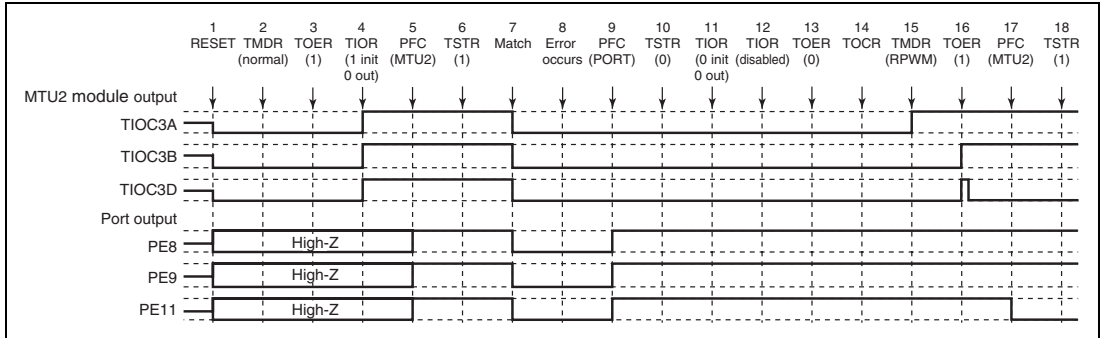 1 2 3 4 5 6 7 8 9 10 11 12 13 14 15 16 17 18
RESET TMDR TOER TIOR PFC TSTR Match Error PFC TSTR TIOR TIOR TOER TOCR TMDR TOER PFC TSTR
(normal) (1) (1 init (MTU2) (1) occurs (PORT) (0) (0 init (disabled) (0) (RPWM) (1) (MTU2) (1)
0 out) 0 out)
MTU2 module output
TIOC3A
TIOC3B
TIOC3D
Port output
PE8 High-Z
PE9 High-Z
PE11 High-Z